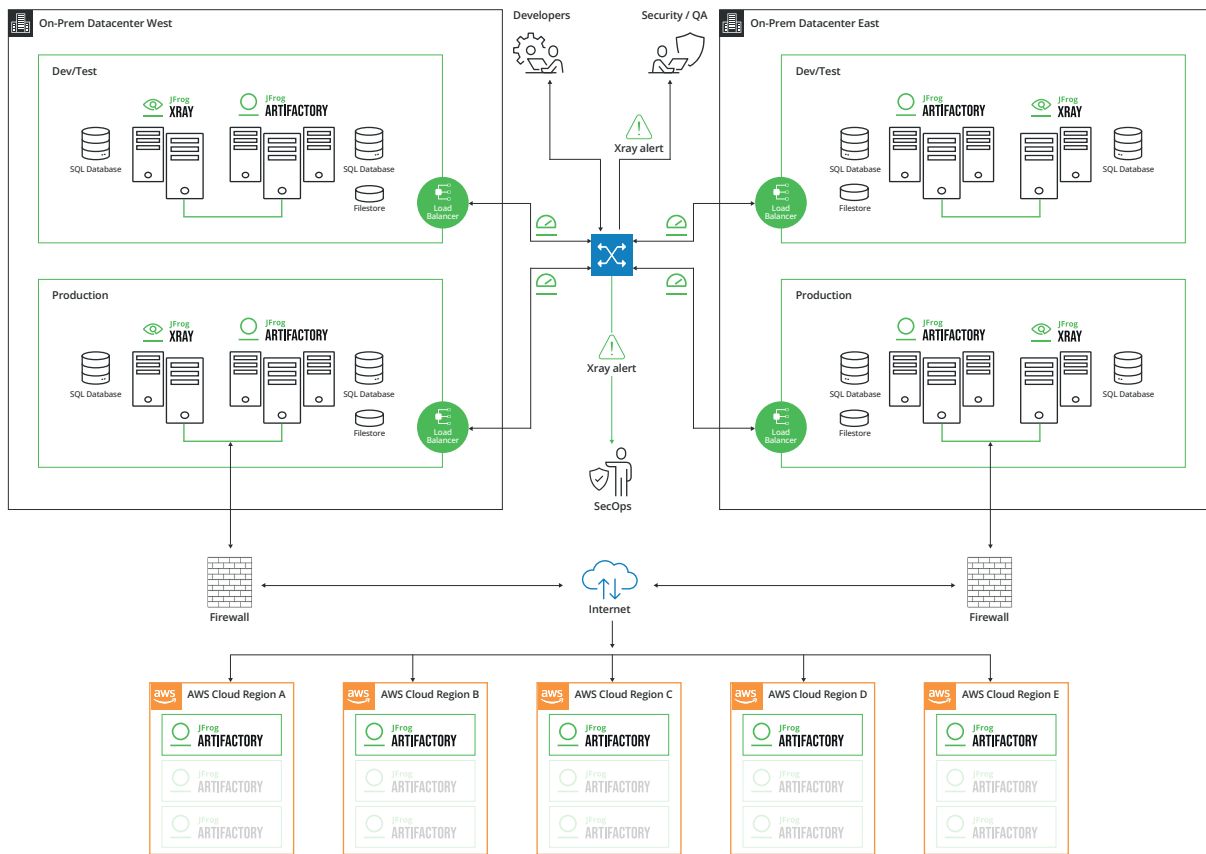 On-Prem Datacenter West
Dev/Test
JFrog
XRAY
JFrog
ARTIFACTORY
SQL Database
SQL Database
Filestore
Load
Balancer
Production
JFrog
XRAY
JFrog
ARTIFACTORY
SQL Database
SQL Database
Filestore
Load
Balancer
Developers
Security / QA
Xray alert
Xray alert
SecOps
On-Prem Datacenter East
Dev/Test
JFrog
ARTIFACTORY
JFrog
XRAY
SQL Database
SQL Database
Filestore
Load
Balancer
Production
JFrog
ARTIFACTORY
JFrog
XRAY
SQL Database
SQL Database
Filestore
Load
Balancer
Firewall
Internet
Firewall
aws
AWS Cloud Region A
JFrog
ARTIFACTORY
JFrog
ARTIFACTORY
JFrog
ARTIFACTORY
aws
AWS Cloud Region B
JFrog
ARTIFACTORY
JFrog
ARTIFACTORY
JFrog
ARTIFACTORY
aws
AWS Cloud Region C
JFrog
ARTIFACTORY
JFrog
ARTIFACTORY
JFrog
ARTIFACTORY
aws
AWS Cloud Region D
JFrog
ARTIFACTORY
JFrog
ARTIFACTORY
JFrog
ARTIFACTORY
aws
AWS Cloud Region E
JFrog
ARTIFACTORY
JFrog
ARTIFACTORY
JFrog
ARTIFACTORY